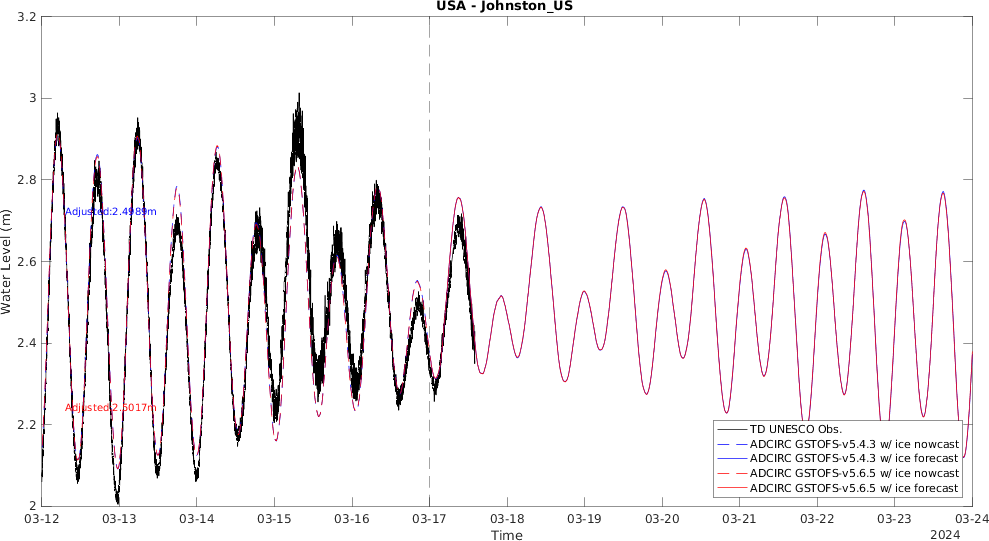 USA - Johnston_US
3.2
3
2.8
2.6
2.4
2.2
2
Water Level (m)
Adjusted:2.4989m
Adjusted:2.5017m
TD UNESCO Obs.
ADCIRC GSTOFS-v5.4.3 w/ ice nowcast
ADCIRC GSTOFS-v5.4.3 w/ ice forecast
ADCIRC GSTOFS-v5.6.5 w/ ice nowcast
ADCIRC GSTOFS-v5.6.5 w/ ice forecast
03-12 03-13 03-14 03-15 03-16 03-17 03-18 03-19 03-20 03-21 03-22 03-23 03-24
Time
2024